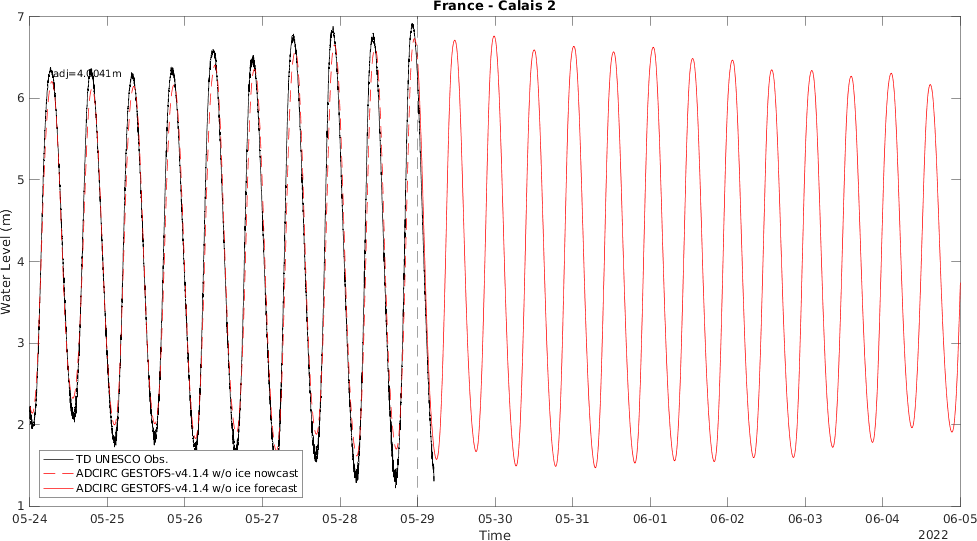 France - Calais 2
7
adj=4.0041m
6
5
4
3
2
1
Water Level (m)
TD UNESCO Obs.
ADCIRC GESTOFS-v4.1.4 w/o ice nowcast
ADCIRC GESTOFS-v4.1.4 w/o ice forecast
05-24 05-25 05-26 05-27 05-28 05-29 05-30 05-31 06-01 06-02 06-03 06-04 06-05
Time
2022